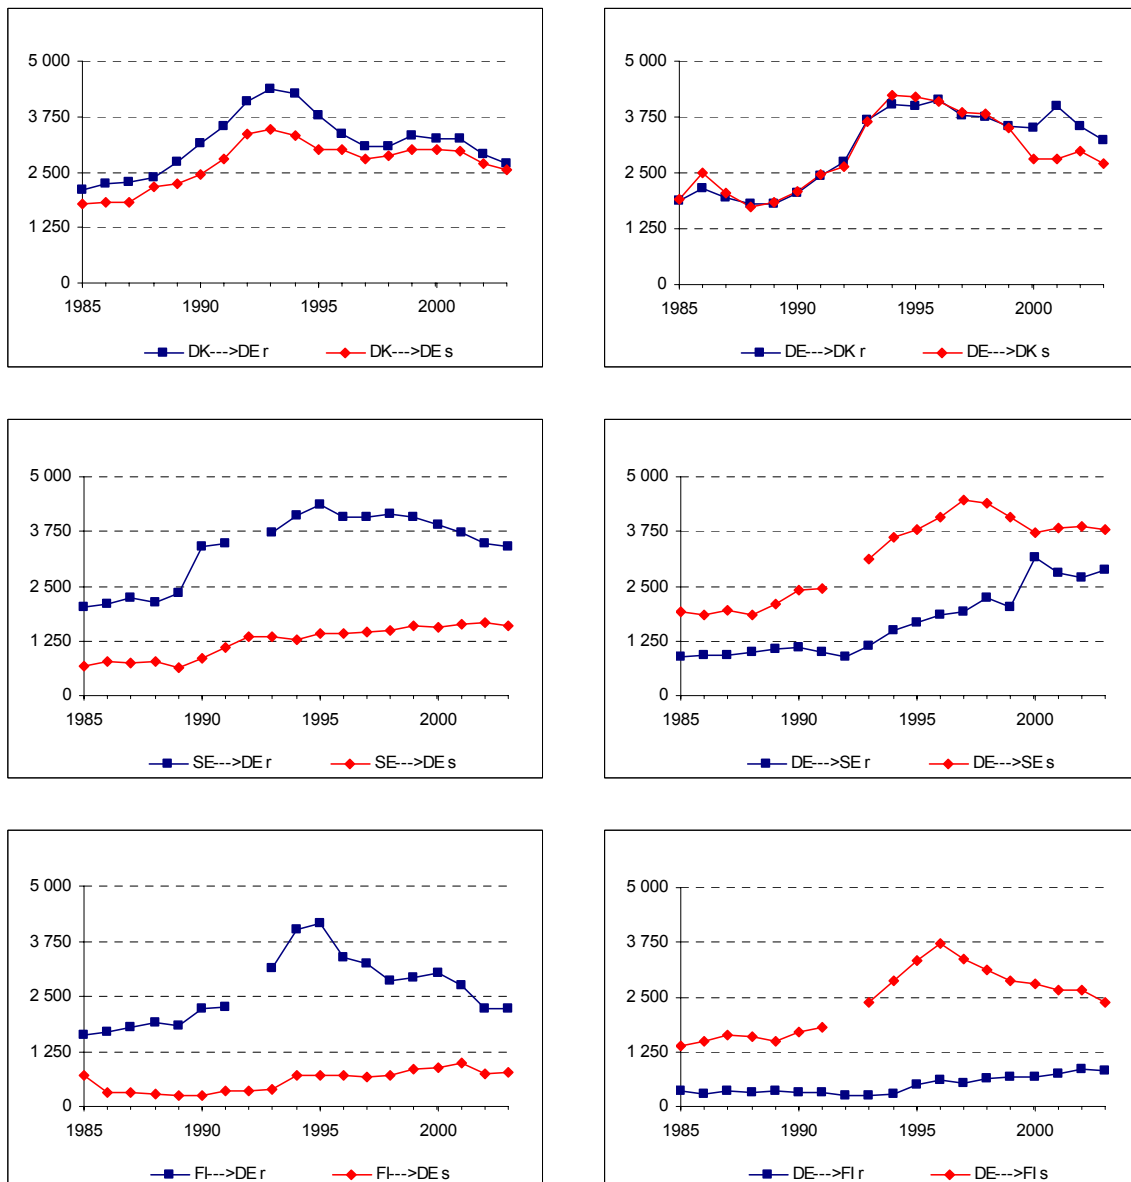 5 000
3 750
2 500
1 250
0
1985 1990 1995 2000
DK--->DE r DK--->DE s
5 000
3 750
2 500
1 250
0
1985 1990 1995 2000
DE--->DK r DE--->DK s
5 000
3 750
2 500
1 250
0
1985 1990 1995 2000
SE--->DE r SE--->DE s
5 000
3 750
2 500
1 250
0
1985 1990 1995 2000
DE--->SE r DE--->SE s
5 000
3 750
2 500
1 250
0
1985 1990 1995 2000
FI--->DE r FI--->DE s
5 000
3 750
2 500
1 250
0
1985 1990 1995 2000
DE--->FI r DE--->FI s